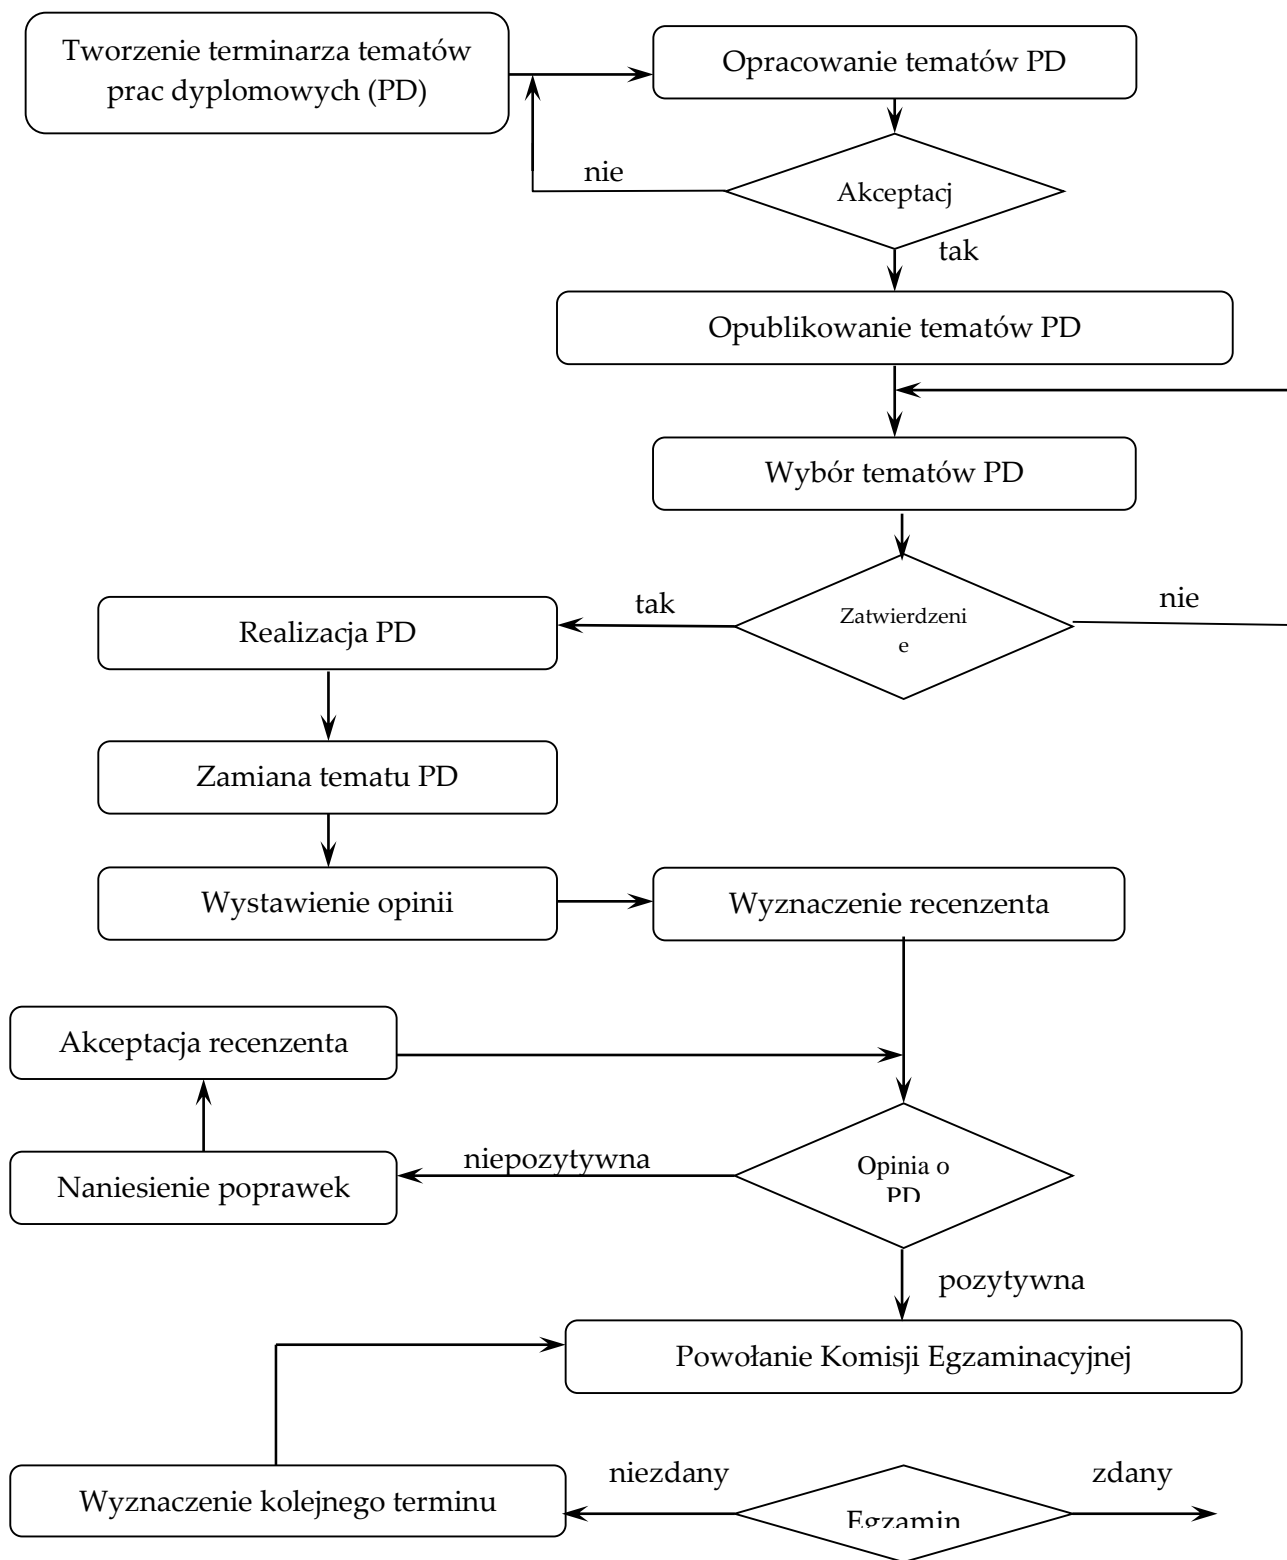 Tworzenie terminarza tematów
prac dyplomowych (PD)
Opracowanie tematów PD
nie
Akceptacj
tak
Opublikowanie tematów PD
Wybór tematów PD
tak
Zatwierdzeni
e
nie
Realizacja PD
Zamiana tematu PD
Wystawienie opinii
Wyznaczenie recenzenta
Akceptacja recenzenta
niepozytywna
Opinia o
PD
Naniesienie poprawek
pozytywna
Powołanie Komisji Egzaminacyjnej
niezdany
zdany
Wyznaczenie kolejnego terminu
Egzamin